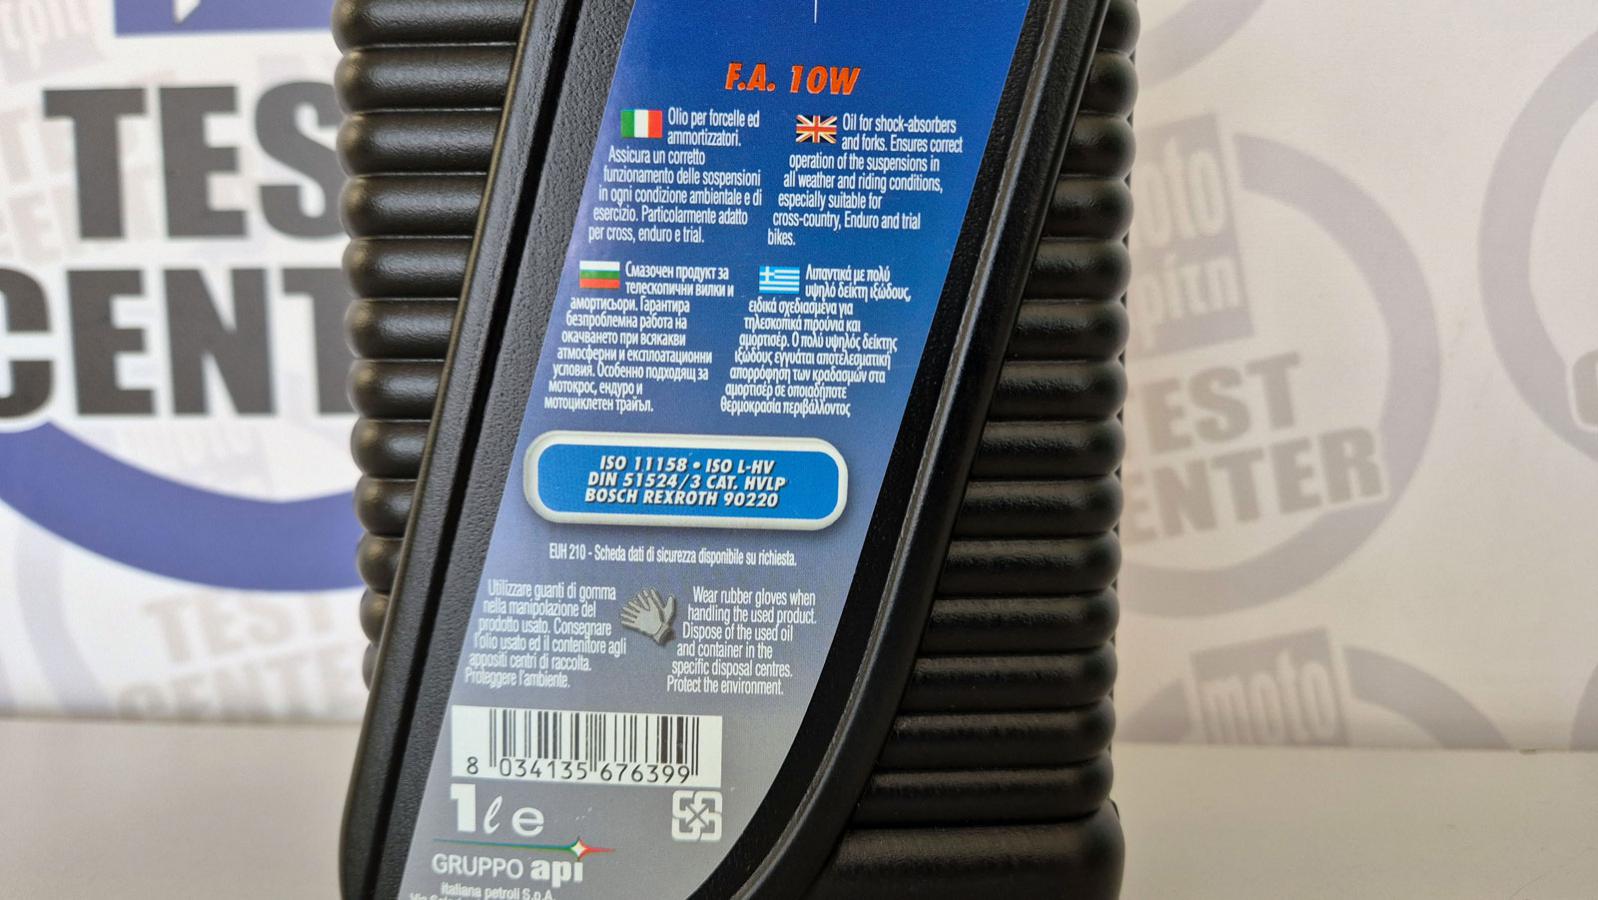 TEST
CENTER
F.A. 10W
Olio per forcelle ed
ammortizzatori.
Assicura un corretto
funzionamento delle sospensioni
in ogni condizione ambientale e di
esercizio. Particolarmente adatto
per cross, enduro e trial.
Oil for shock-absorbers
and forks. Ensures correct
operation of the suspensions in
all weather and riding conditions,
especially suitable for
cross-country, Enduro and trial
bikes.
Смазочен продукт за
телескопични вилки и
амортисьори. Гарантира
безпроблемна работа на
окачването при всякакви
атмосферни и експлоатационни
условия. Особенно подходящ за
мотокрос, ендуро и
мотоциклетен трайъл.
Λιπαντικά με πολύ
υψηλό δείκτη ιξώδους,
ειδικά σχεδιασμένα για
τηλεσκοπικά πιρούνια και
αμορτισέρ. Ο πολύ υψηλός δείκτης
ιξώδους εγγυάται αποτελεσματική
απορρόφηση των κραδασμών στα
αμορτισέρ σε οποιαδήποτε
θερμοκρασία περιβάλλοντος
ISO 11158 • ISO L-HV
DIN 51524/3 CAT. HVLP
BOSCH REXROTH 90220
EUH 210 - Scheda dati di sicurezza disponibile su richiesta.
Utilizzare guanti di gomma
nella manipolazione del
prodotto usato. Consegnare
l'olio usato ed il contenitore agli
appositi centri di raccolta.
Proteggere l'ambiente.
Wear rubber gloves when
handling the used product.
Dispose of the used oil
and container in the
specific disposal centres.
Protect the environment.
8 034135 676399
1 ℓ e
GRUPPO api
italiana petroli S.p.A.
moto
τρίτη
TEST
CENTER
moto
TEST
CENTER